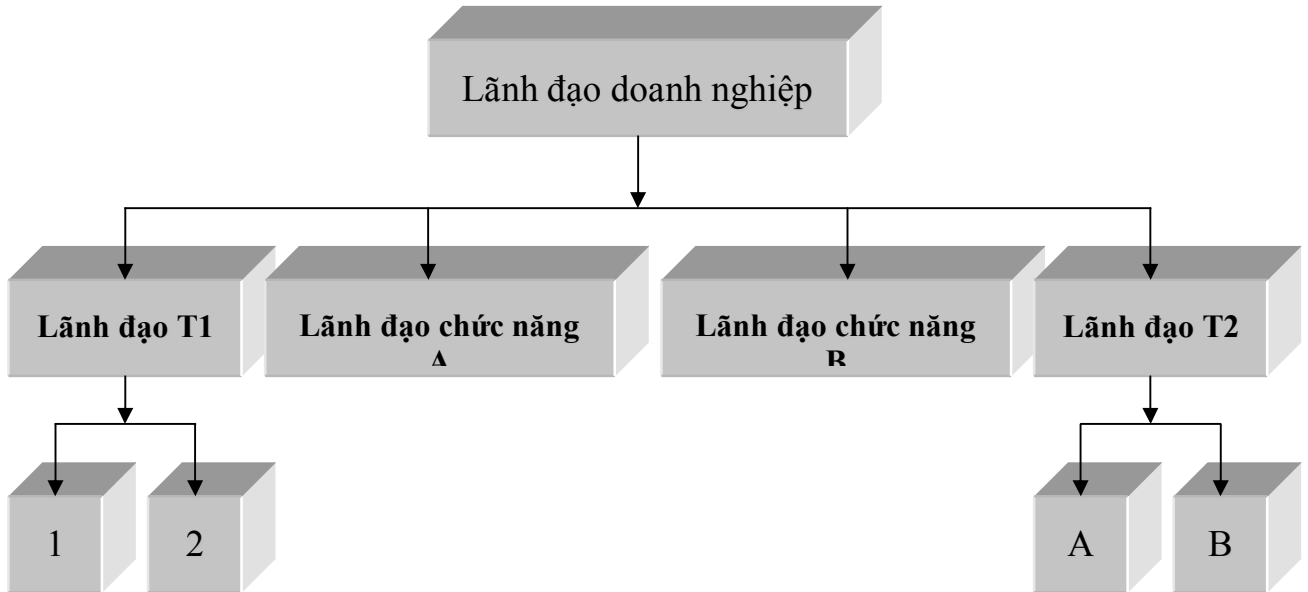 Lãnh đạo doanh nghiệp
Lãnh đạo T1
Lãnh đạo chức năng
A
Lãnh đạo chức năng
B
Lãnh đạo T2
1
2
A
B